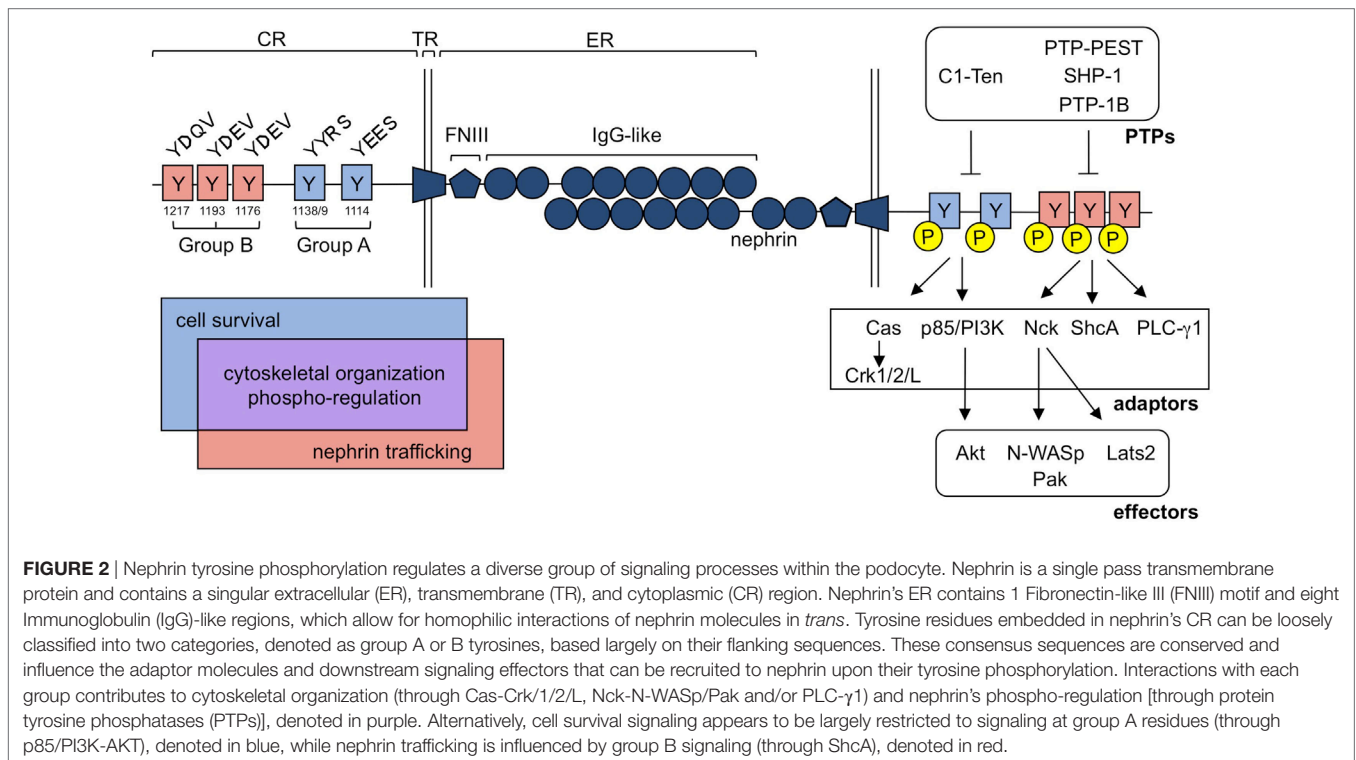 CR
TR
ER
PTP-PEST
C1-Ten
SHP-1
PTP-1B
PTPs
FNIII
IgG-like
YDQV
YDEV
YDEV
YYRS
YEES
Y
Y
Y
Y
Y
1217
1193
1176
1138/9
1114
Group B
Group A
nephrin
Y
Y
Y
Y
Y
P
P
P
P
P
cell survival
cytoskeletal organization
phospho-regulation
nephrin trafficking
Cas
p85/PI3K
Nck
ShcA
PLC-γ1
Crk1/2/L
adaptors
Akt
N-WASp
Lats2
Pak
effectors
FIGURE 2 | Nephrin tyrosine phosphorylation regulates a diverse group of signaling processes within the podocyte. Nephrin is a single pass transmembrane
protein and contains a singular extracellular (ER), transmembrane (TR), and cytoplasmic (CR) region. Nephrin's ER contains 1 Fibronectin-like III (FNIII) motif and eight
Immunoglobulin (IgG)-like regions, which allow for homophilic interactions of nephrin molecules in trans. Tyrosine residues embedded in nephrin's CR can be loosely
classified into two categories, denoted as group A or B tyrosines, based largely on their flanking sequences. These consensus sequences are conserved and
influence the adaptor molecules and downstream signaling effectors that can be recruited to nephrin upon their tyrosine phosphorylation. Interactions with each
group contributes to cytoskeletal organization (through Cas-Crk/1/2/L, Nck-N-WASp/Pak and/or PLC-γ1) and nephrin's phospho-regulation [through protein
tyrosine phosphatases (PTPs)], denoted in purple. Alternatively, cell survival signaling appears to be largely restricted to signaling at group A residues (through
p85/PI3K-AKT), denoted in blue, while nephrin trafficking is influenced by group B signaling (through ShcA), denoted in red.